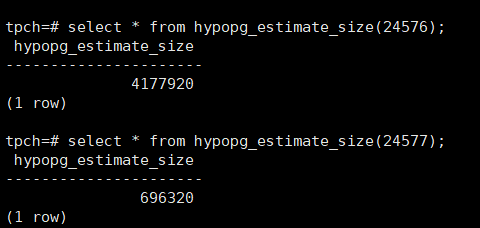 tpch=# select * from hypopg_estimate_size(24576);
 hypopg_estimate_size
----------------------
              4177920
(1 row)

tpch=# select * from hypopg_estimate_size(24577);
 hypopg_estimate_size
----------------------
               696320
(1 row)